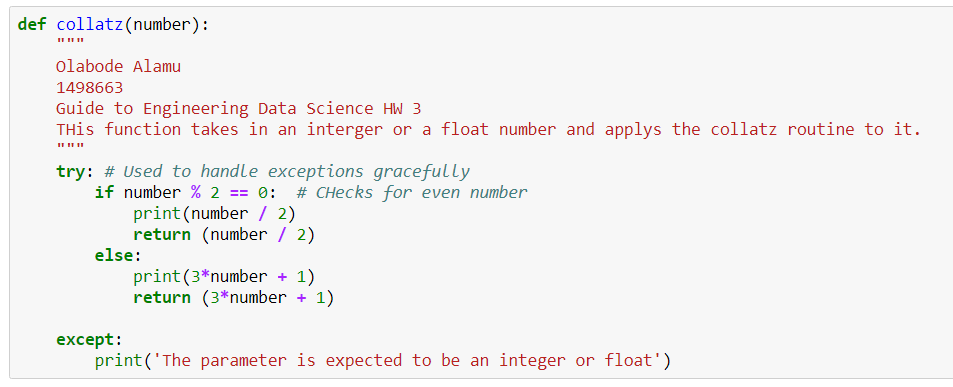 def collatz(number):
    """
    Olabode Alamu
    1498663
    Guide to Engineering Data Science HW 3
    THis function takes in an interger or a float number and applys the collatz routine to it.
    """
    try: # Used to handle exceptions gracefully
        if number % 2 == 0:  # CHecks for even number
            print(number / 2)
            return (number / 2)
        else:
            print(3*number + 1)
            return (3*number + 1)

    except:
        print('The parameter is expected to be an integer or float')